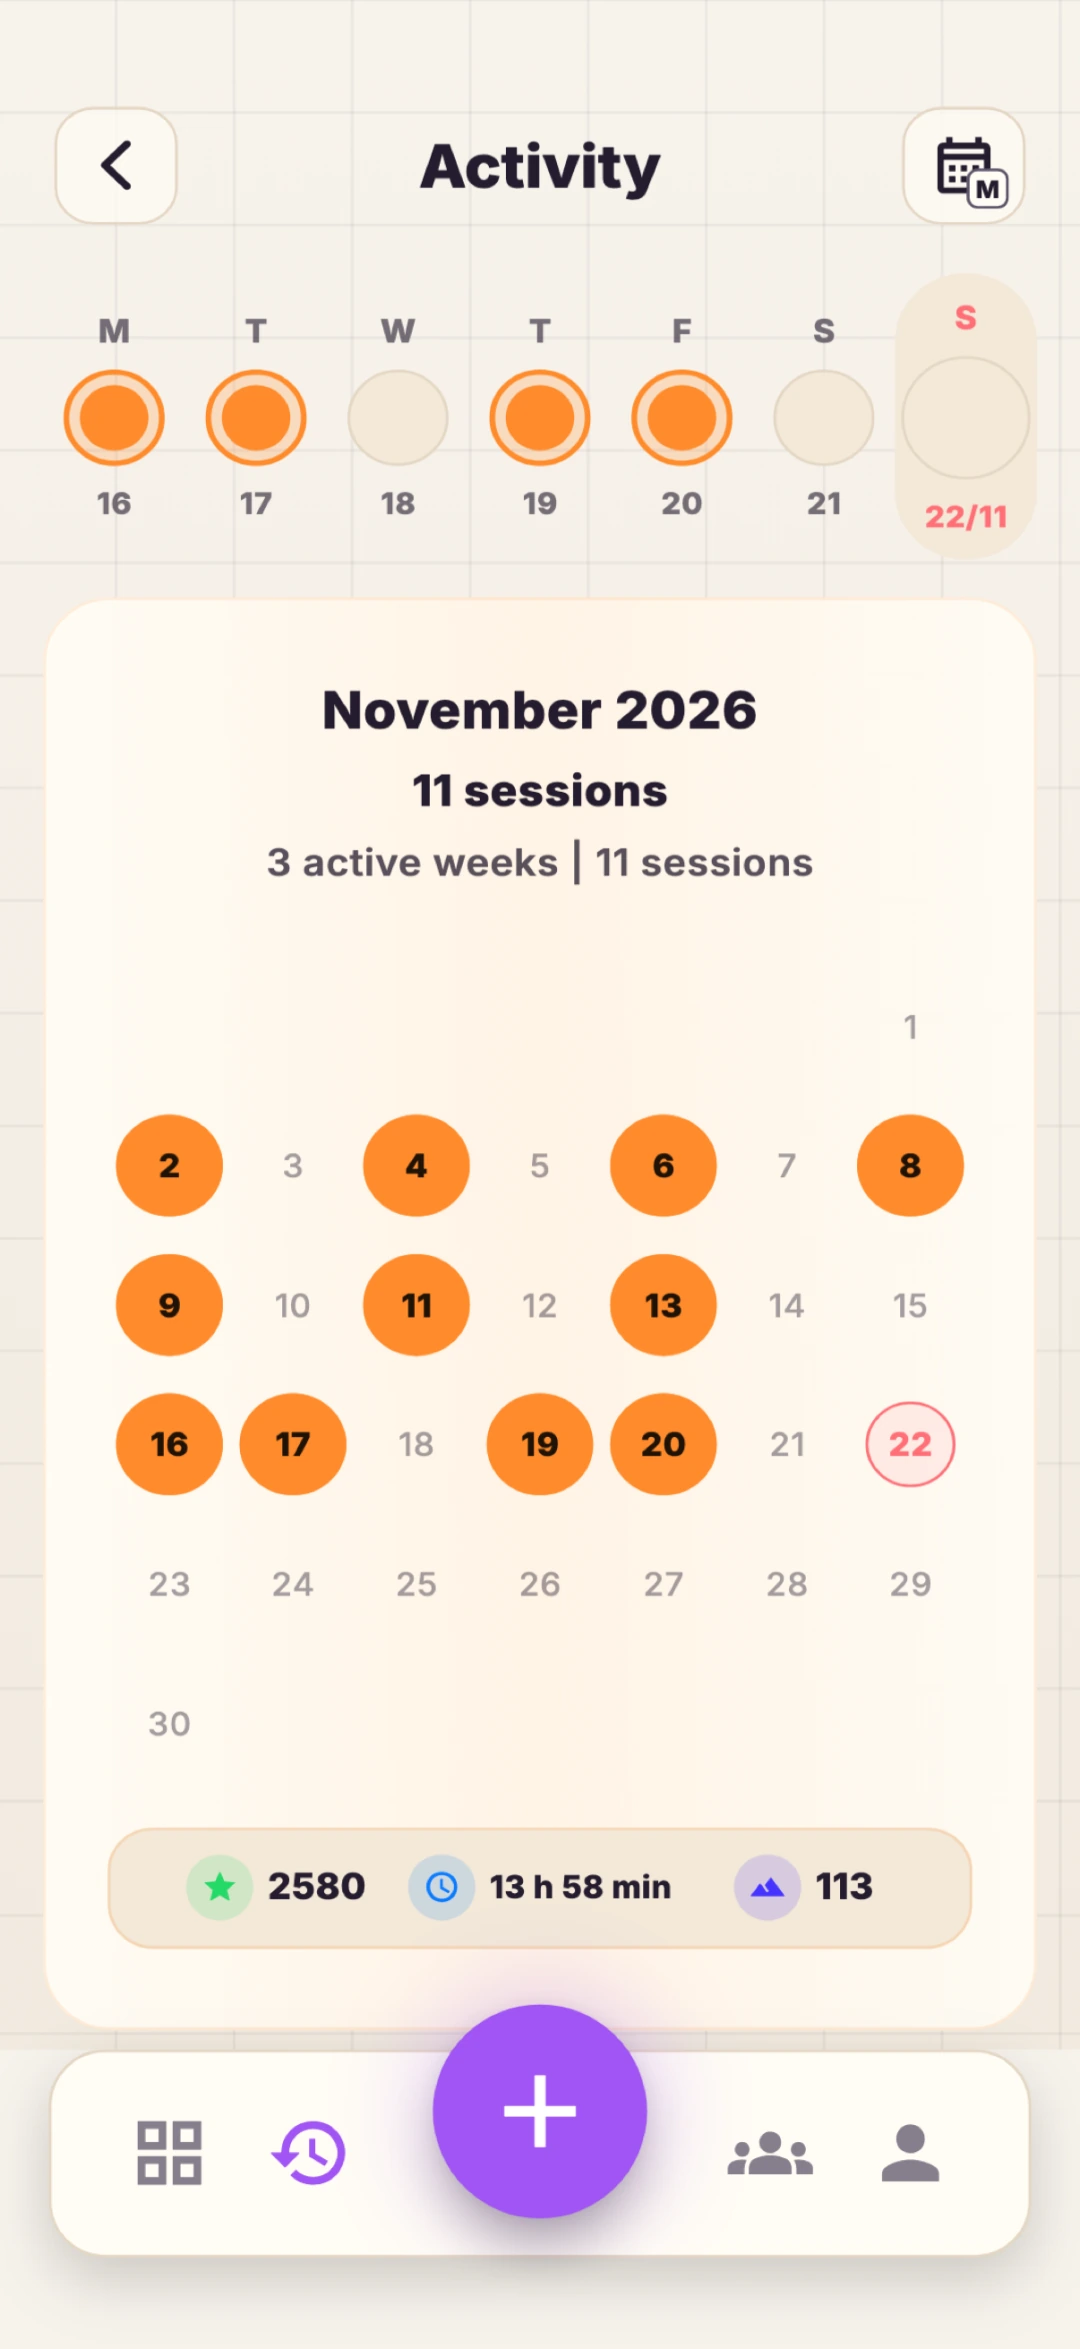 Activity
M
M T W T F S S
16 17 18 19 20 21 22/11
November 2026
11 sessions
3 active weeks | 11 sessions
1
2 3 4 5 6 7 8
9 10 11 12 13 14 15
16 17 18 19 20 21 22
23 24 25 26 27 28 29
30
2580 13 h 58 min 113